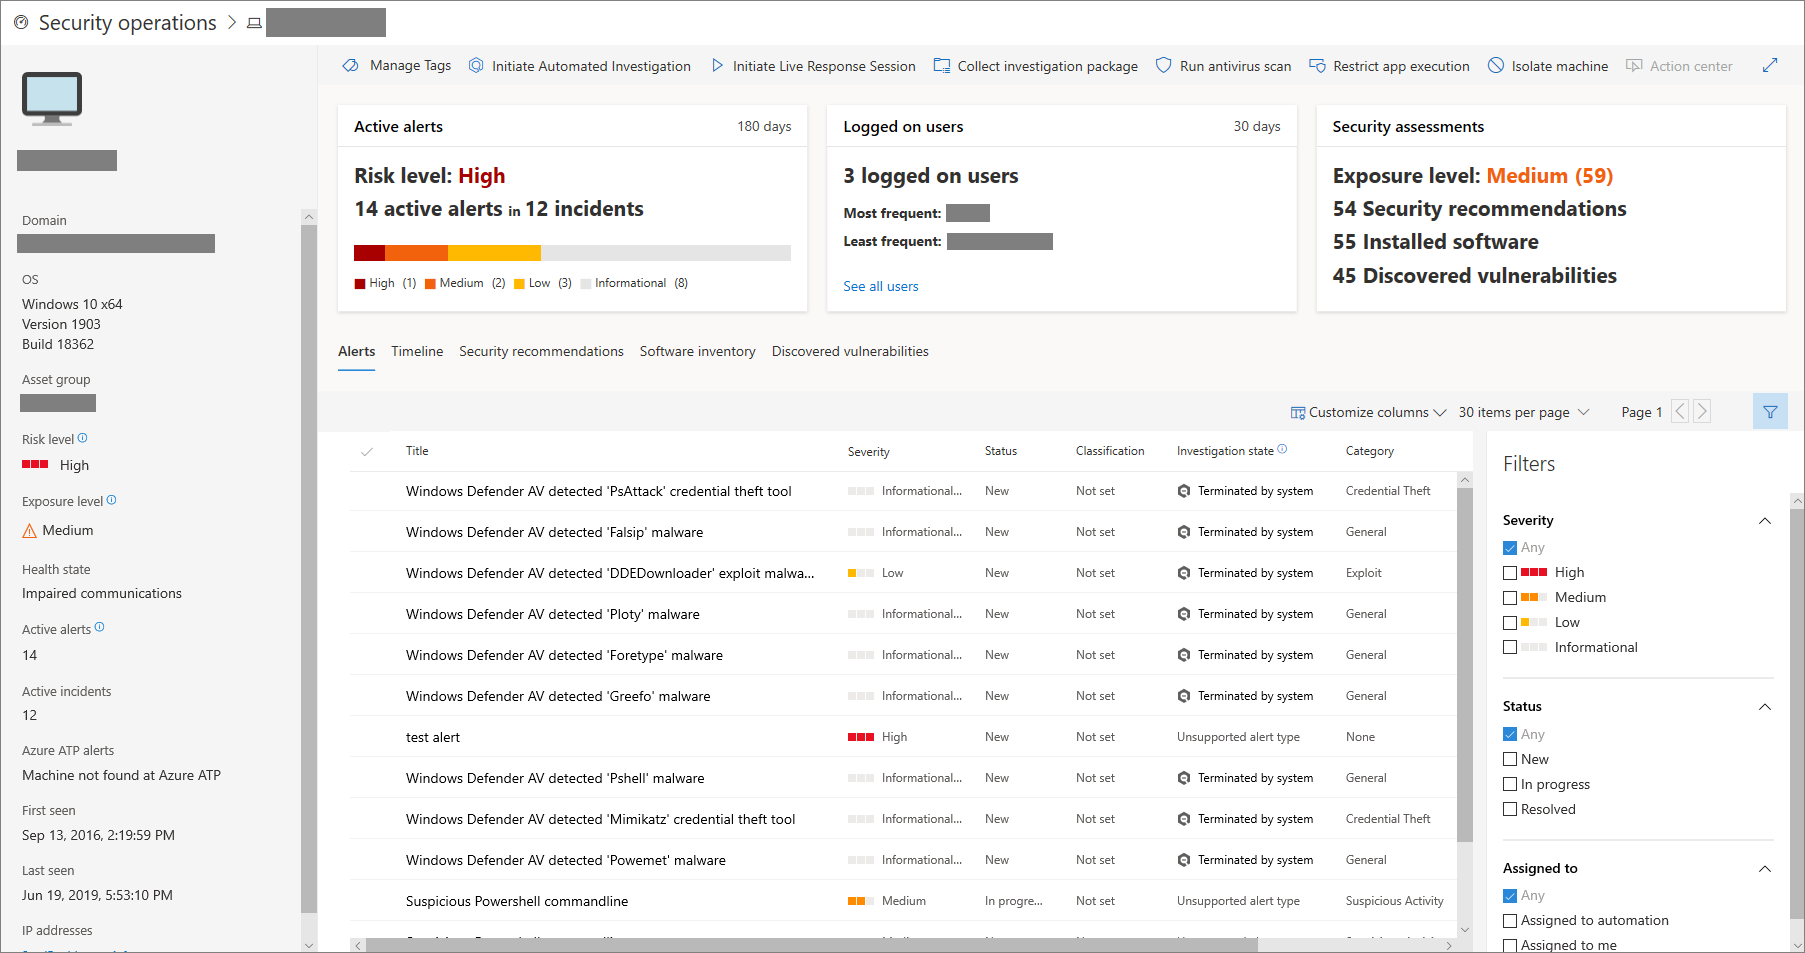 Security operations
Manage Tags
Initiate Automated Investigation
Initiate Live Response Session
Collect investigation package
Run antivirus scan
Restrict app execution
Isolate machine
Action center
Domain
OS
Windows 10 x64
Version 1903
Build 18362
Asset group
Risk level
High
Exposure level
Medium
Health state
Impaired communications
Active alerts
14
Active incidents
12
Azure ATP alerts
Machine not found at Azure ATP
First seen
Sep 13, 2016, 2:19:59 PM
Last seen
Jun 19, 2019, 5:53:10 PM
IP addresses
Active alerts 180 days
Risk level: High
14 active alerts in 12 incidents
High (1) Medium (2) Low (3) Informational (8)
Logged on users 30 days
3 logged on users
Most frequent:
Least frequent:
See all users
Security assessments
Exposure level: Medium (59)
54 Security recommendations
55 Installed software
45 Discovered vulnerabilities
Alerts Timeline Security recommendations Software inventory Discovered vulnerabilities
Customize columns 30 items per page Page 1
Title Severity Status Classification Investigation state Category
Windows Defender AV detected 'PsAttack' credential theft tool Informational... New Not set Terminated by system Credential Theft
Windows Defender AV detected 'Falsip' malware Informational... New Not set Terminated by system General
Windows Defender AV detected 'DDEDownloader' exploit malwa... Low New Not set Terminated by system Exploit
Windows Defender AV detected 'Ploty' malware Informational... New Not set Terminated by system General
Windows Defender AV detected 'Foretype' malware Informational... New Not set Terminated by system General
Windows Defender AV detected 'Greefo' malware Informational... New Not set Terminated by system General
test alert High New Not set Unsupported alert type None
Windows Defender AV detected 'Pshell' malware Informational... New Not set Terminated by system General
Windows Defender AV detected 'Mimikatz' credential theft tool Informational... New Not set Terminated by system Credential Theft
Windows Defender AV detected 'Powemet' malware Informational... New Not set Terminated by system General
Suspicious Powershell commandline Medium In progre... Not set Unsupported alert type Suspicious Activity
Filters
Severity
Any
High
Medium
Low
Informational
Status
Any
New
In progress
Resolved
Assigned to
Any
Assigned to automation
Assigned to me